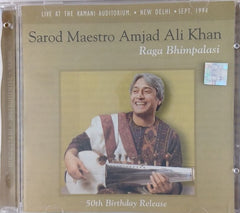 LIVE AT THE KAMANI AUDITORIUM • NEW DELHI • SEPT. 1994
Sarod Maestro Amjad Ali Khan
Raga Bhimpalasi
50th Birthday Release